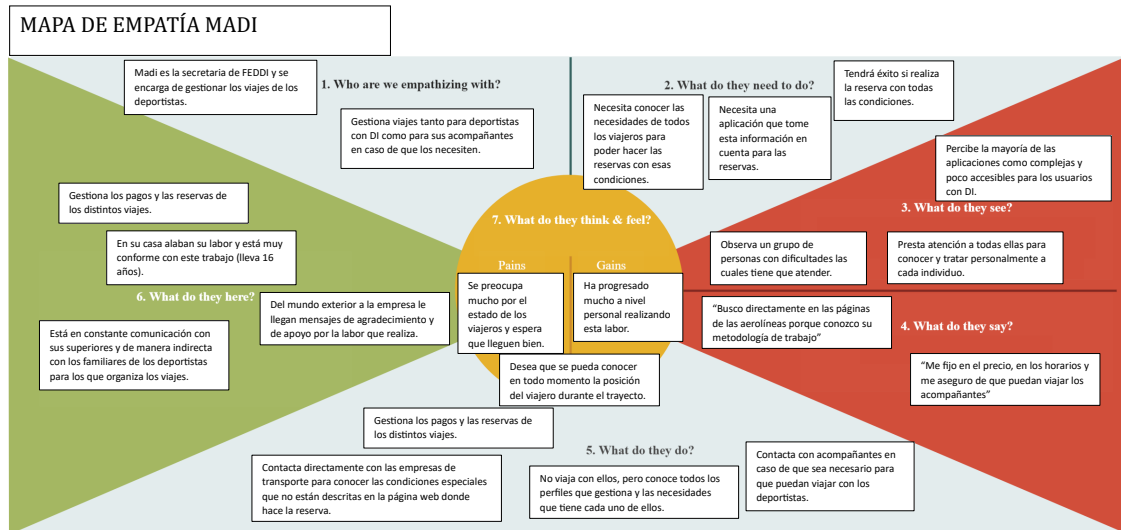 MAPA DE EMPATÍA MADI
1. Who are we empathizing with?
Madi es la secretaria de FEDDI y se
encarga de gestionar los viajes de los
deportistas.
Gestiona viajes tanto para deportistas
con DI como para sus acompañantes
en caso de que los necesiten.
2. What do they need to do?
Necesita conocer las
necesidades de todos
los viajeros para
poder hacer las
reservas con esas
condiciones.
Necesita una
aplicación que tome
esta información en
cuenta para las
reservas.
Tendrá éxito si realiza
la reserva con todas
las condiciones.
Percibe la mayoría de las
aplicaciones como complejas y
poco accesibles para los usuarios
con DI.
3. What do they see?
Observa un grupo de
personas con dificultades las
cuales tiene que atender.
Presta atención a todas ellas para
conocer y tratar personalmente a
cada individuo.
4. What do they say?
“Busco directamente en las páginas
de las aerolíneas porque conozco su
metodología de trabajo”
“Me fijo en el precio, en los horarios y
me aseguro de que puedan viajar los
acompañantes”
5. What do they do?
Gestiona los pagos y las reservas de
los distintos viajes.
Contacta directamente con las empresas de
transporte para conocer las condiciones especiales
que no están descritas en la página web donde
hace la reserva.
No viaja con ellos, pero conoce todos los
perfiles que gestiona y las necesidades
que tiene cada uno de ellos.
Contacta con acompañantes en
caso de que sea necesario para
que puedan viajar con los
deportistas.
Gestiona los pagos y las reservas de
los distintos viajes.
En su casa alaban su labor y está muy
conforme con este trabajo (lleva 16
años).
6. What do they here?
Del mundo exterior a la empresa le
llegan mensajes de agradecimiento y
de apoyo por la labor que realiza.
Está en constante comunicación con
sus superiores y de manera indirecta
con los familiares de los deportistas
para los que organiza los viajes.
7. What do they think & feel?
Pains
Se preocupa
mucho por el
estado de los
viajeros y espera
que lleguen bien.
Gains
Ha progresado
mucho a nivel
personal realizando
esta labor.
Desea que se pueda conocer
en todo momento la posición
del viajero durante el trayecto.